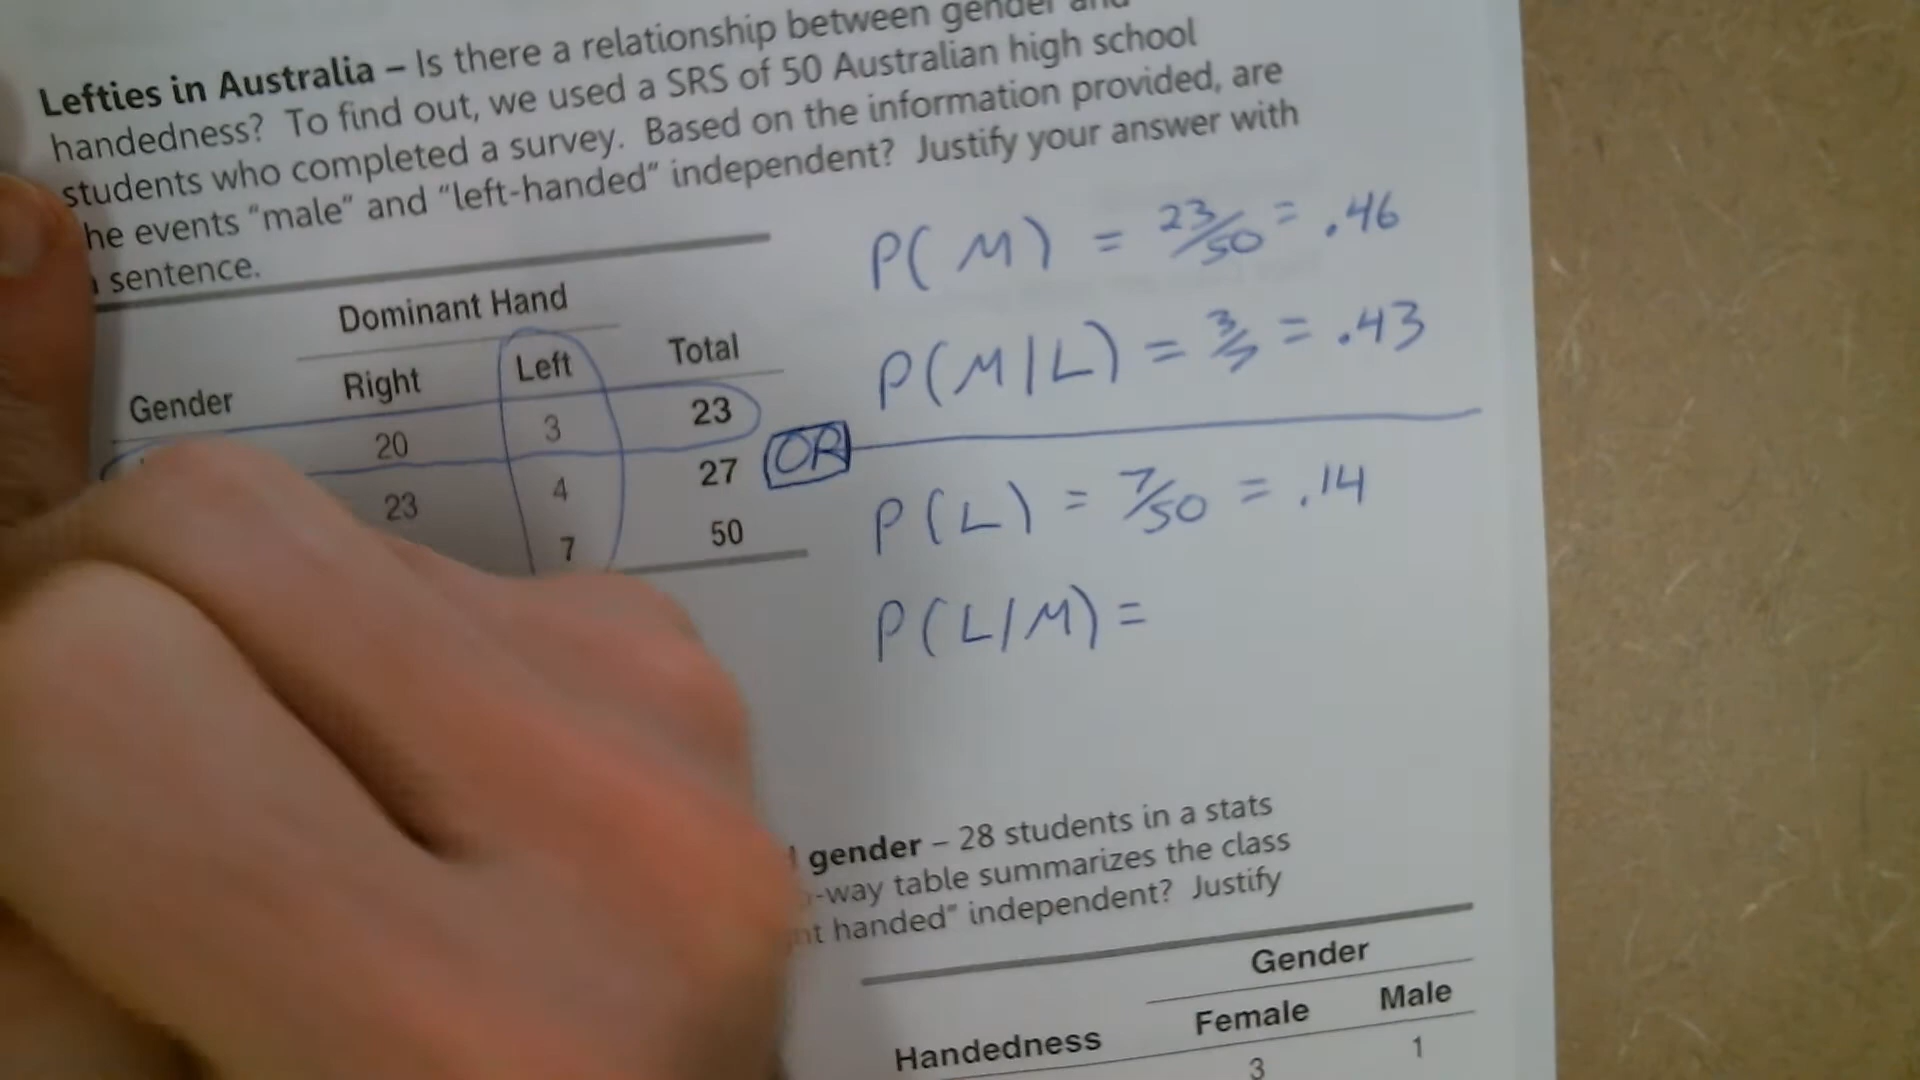 Lefties in Australia – Is there a relationship between gender
handedness? To find out, we used a SRS of 50 Australian high school
students who completed a survey. Based on the information provided, are
he events "male" and "left-handed" independent? Justify your answer with
sentence.
Dominant Hand
Gender Right Left Total
20 3 23
23 4 27
7 50
P(M) = 23/50 = .46
P(M|L) = 3/7 = .43
OR
P(L) = 7/50 = .14
P(L|M) =
gender – 28 students in a stats
-way table summarizes the class
handed" independent? Justify
Gender
Handedness Female Male
3 1